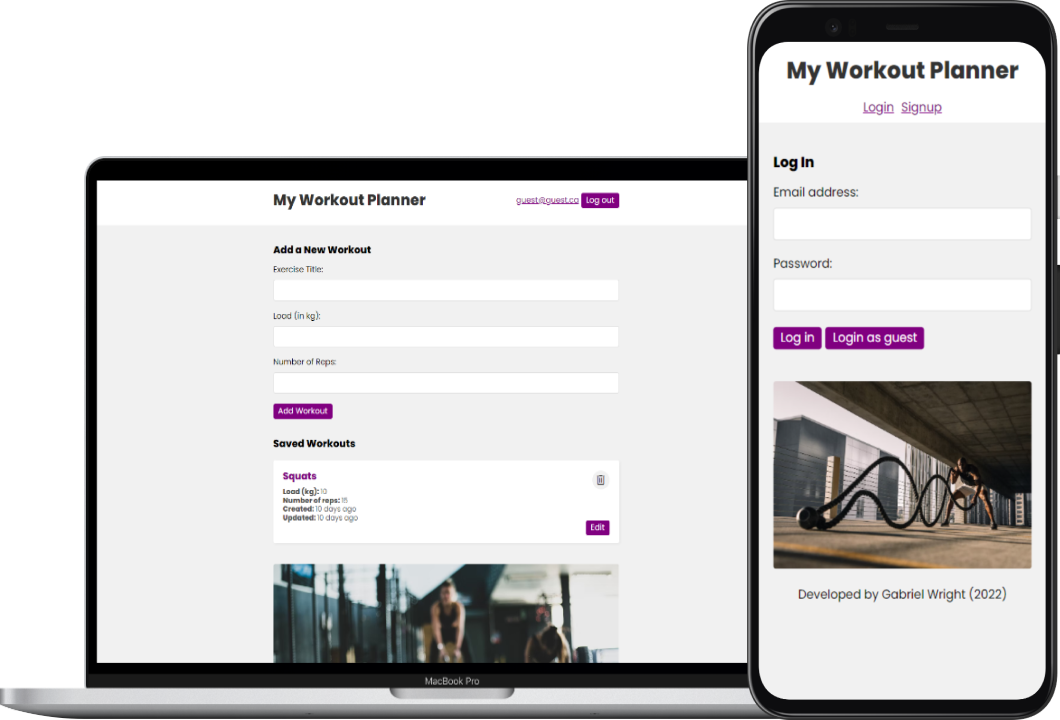 My Workout Planner
guest@guest.ca Log out
Add a New Workout
Exercise Title:
Load (in kg):
Number of Reps:
Add Workout
Saved Workouts
Squats
Load (kg): 10
Number of reps: 15
Created: 10 days ago
Updated: 10 days ago
Edit
MacBook Pro
My Workout Planner
Login Signup
Log In
Email address:
Password:
Log in Login as guest
Developed by Gabriel Wright (2022)